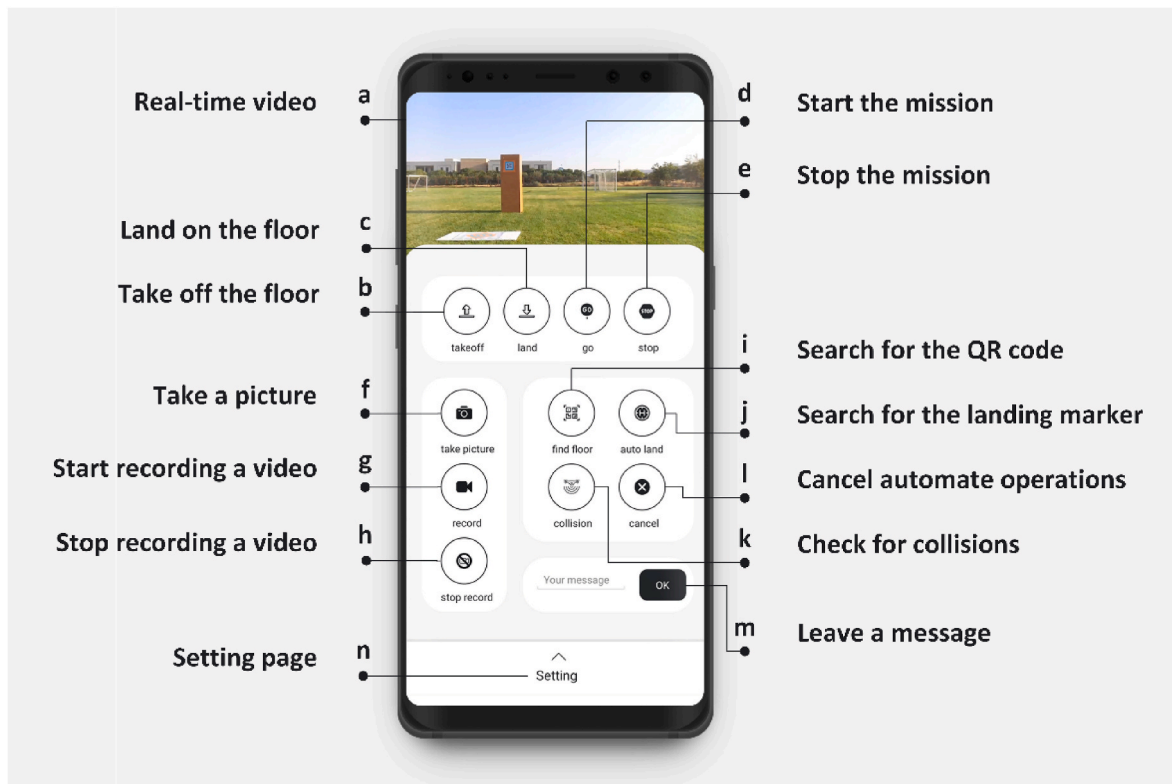 Real-time video
a
Land on the floor
c
Take off the floor
b
Take a picture
f
Start recording a video
g
Stop recording a video
h
Setting page
n
d
Start the mission
e
Stop the mission
i
Search for the QR code
j
Search for the landing marker
l
Cancel automate operations
k
Check for collisions
m
Leave a message
GO
STOP
takeoff
land
go
stop
take picture
record
stop record
find floor
auto land
collision
cancel
Your message
OK
Setting